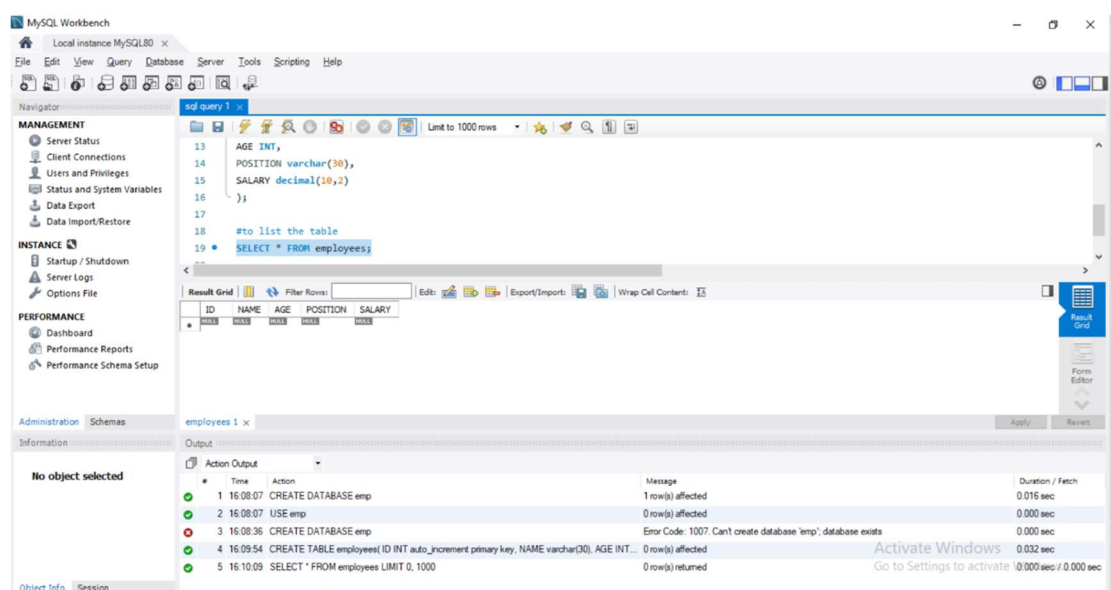 MySQL Workbench
Local instance MySQL80
File Edit View Query Database Server Tools Scripting Help
Navigator
MANAGEMENT
Server Status
Client Connections
Users and Privileges
Status and System Variables
Data Export
Data Import/Restore
INSTANCE
Startup / Shutdown
Server Logs
Options File
PERFORMANCE
Dashboard
Performance Reports
Performance Schema Setup
Administration Schemas
Information
No object selected
Object Info Session
sql query 1
Limit to 1000 rows
13 AGE INT,
14 POSITION varchar(30),
15 SALARY decimal(10,2)
16 );
17
18 #to list the table
19 SELECT * FROM employees;
Result Grid Filter Rows: Edit: Export/Import: Wrap Cell Content:
ID NAME AGE POSITION SALARY
* NULL NULL NULL NULL NULL
Result Grid
Form Editor
employees 1
Apply Revert
Output
Action Output
# Time Action Message Duration / Fetch
1 16:08:07 CREATE DATABASE emp 1 row(s) affected 0.016 sec
2 16:08:07 USE emp 0 row(s) affected 0.000 sec
3 16:08:36 CREATE DATABASE emp Error Code: 1007. Can't create database 'emp'; database exists 0.000 sec
4 16:09:54 CREATE TABLE employees( ID INT auto_increment primary key, NAME varchar(30), AGE INT... 0 row(s) affected 0.032 sec
5 16:10:09 SELECT * FROM employees LIMIT 0, 1000 0 row(s) returned 0.000 sec / 0.000 sec
Activate Windows
Go to Settings to activate